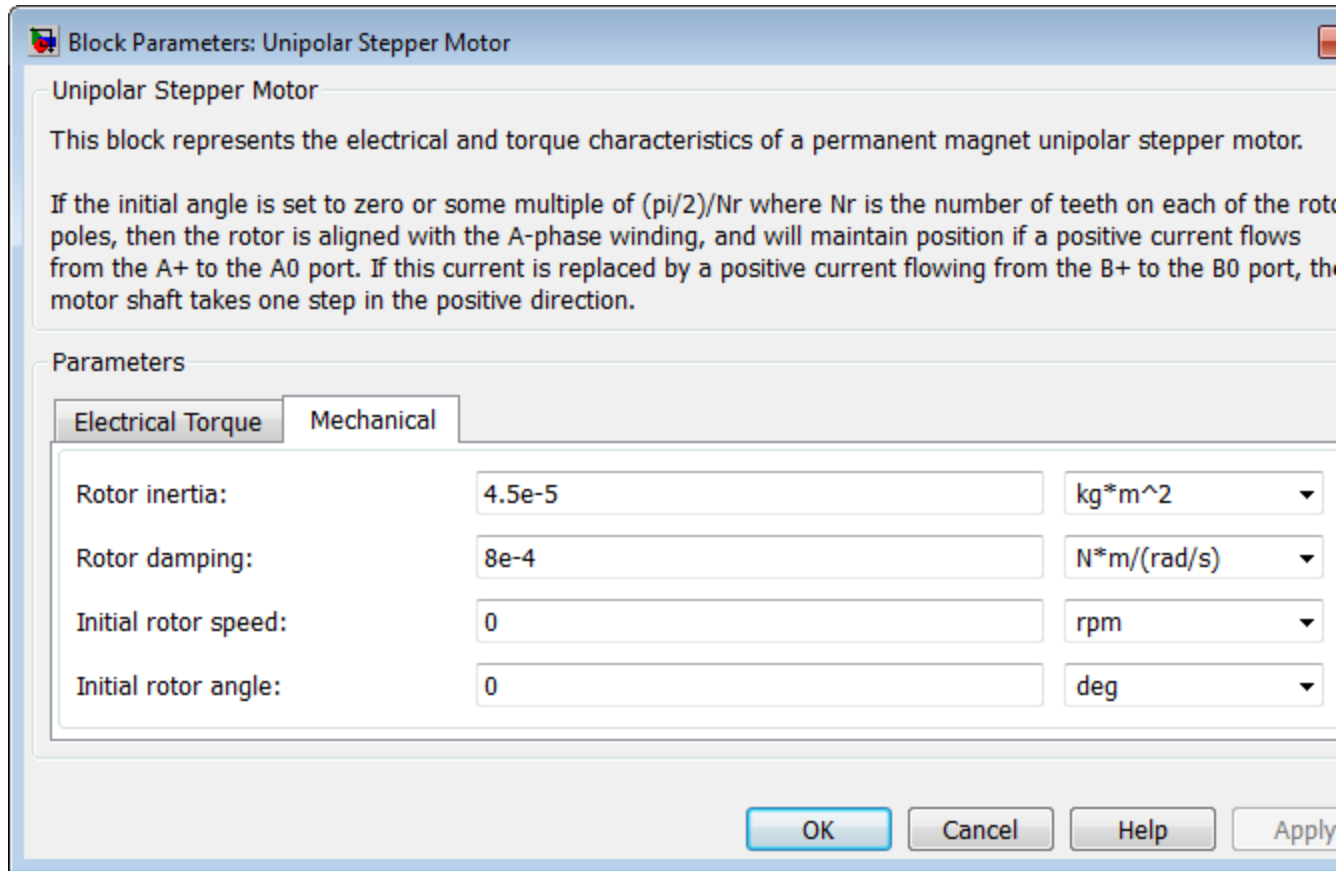 Block Parameters: Unipolar Stepper Motor
Unipolar Stepper Motor
This block represents the electrical and torque characteristics of a permanent magnet unipolar stepper motor.
If the initial angle is set to zero or some multiple of (pi/2)/Nr where Nr is the number of teeth on each of the
poles, then the rotor is aligned with the A-phase winding, and will maintain position if a positive current flows
from the A+ to the A0 port. If this current is replaced by a positive current flowing from the B+ to the B0 port,
motor shaft takes one step in the positive direction.
Parameters
Electrical Torque Mechanical
Rotor inertia: 4.5e-5 kg*m^2
Rotor damping: 8e-4 N*m/(rad/s)
Initial rotor speed: 0 rpm
Initial rotor angle: 0 deg
OK Cancel Help Apply